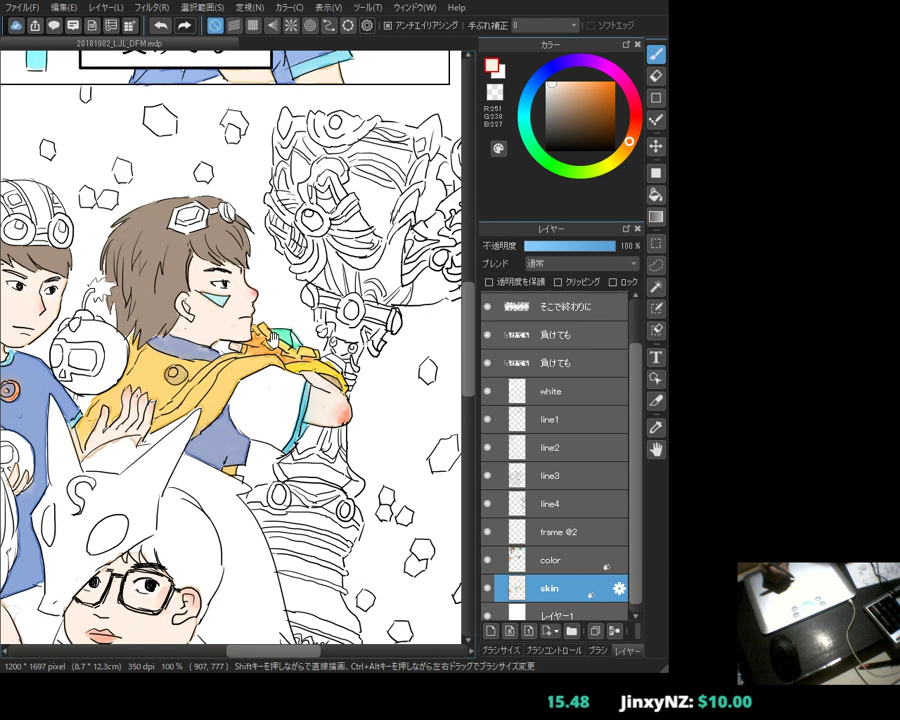 ファイル(F) 編集(E) レイヤー(L) フィルタ(R) 選択範囲(S) 定規(N) カラー(C) 表示(V) ツール(T) ウィンドウ(W) Help
アンチエイリアシング 手ぶれ補正 0 ソフトエッジ
20181002_LJL_DFM.mdp
カラー
R:251
G:238
B:227
レイヤー
不透明度 100 %
ブレンド 通常
透明度を保護 クリッピング ロック
そこで終わりに
負けても
負けても
white
line1
line2
line3
line4
frame @2
color
skin
レイヤー1
ブラシサイズ ブラシコントロール ブラシ レイヤー
1200 * 1697 pixel (8.7 * 12.3cm) 350 dpi 100 % ( 907, 777 ) Shiftキーを押しながらで直線描画、Ctrl+Altキーを押しながら左右ドラッグでブラシサイズ変更
15.48 JinxyNZ: $10.00